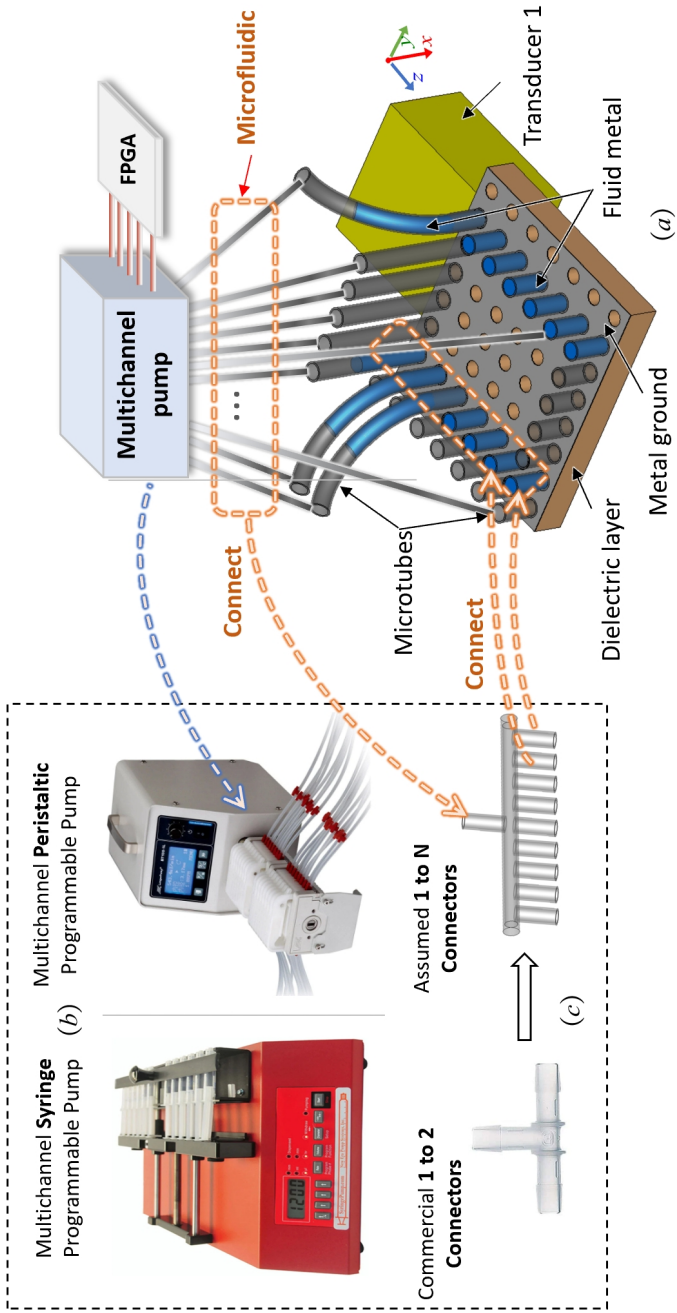 Multichannel Syringe
Programmable Pump
1200
Multichannel Peristaltic
Programmable Pump
(b)
Commercial 1 to 2
Connectors
Assumed 1 to N
Connectors
(c)
Multichannel
pump
FPGA
Connect
Microfluidic
...
Microtubes
Connect
z
y
x
Transducer 1
Fluid metal
Metal ground
Dielectric layer
(a)